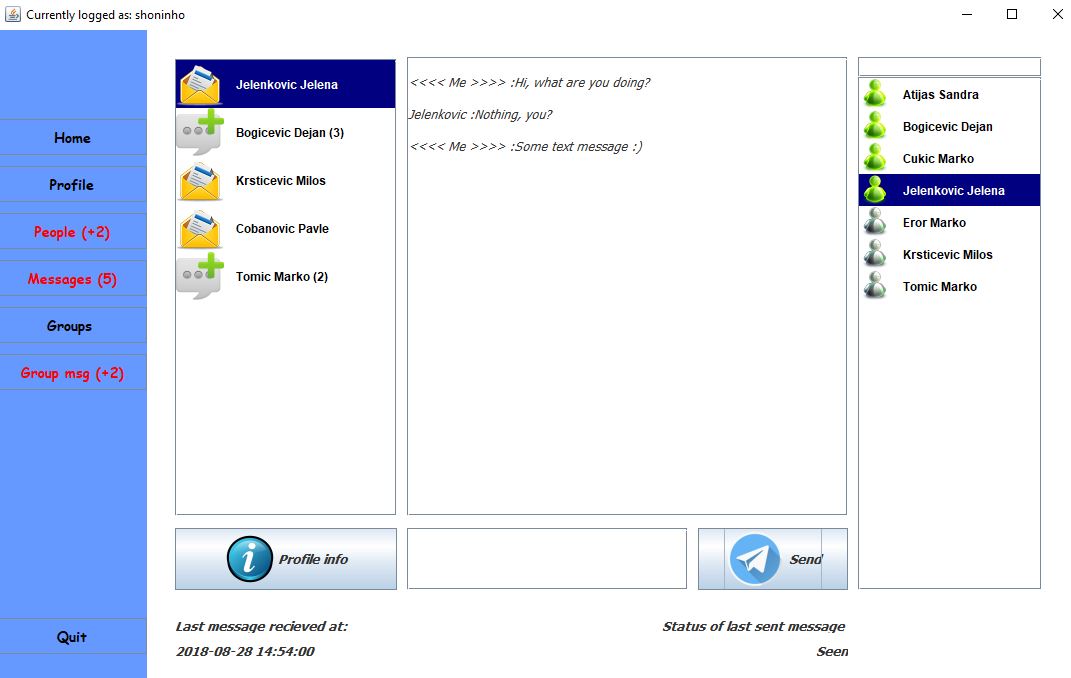 Currently logged as: shoninho
Home
Profile
People (+2)
Messages (5)
Groups
Group msg (+2)
Quit
Jelenkovic Jelena
Bogicevic Dejan (3)
Krsticevic Milos
Cobanovic Pavle
Tomic Marko (2)
<<<< Me >>>> :Hi, what are you doing?
Jelenkovic :Nothing, you?
<<<< Me >>>> :Some text message :)
Atijas Sandra
Bogicevic Dejan
Cukic Marko
Jelenkovic Jelena
Eror Marko
Krsticevic Milos
Tomic Marko
Profile info
Send
Last message recieved at:
2018-08-28 14:54:00
Status of last sent message
Seen